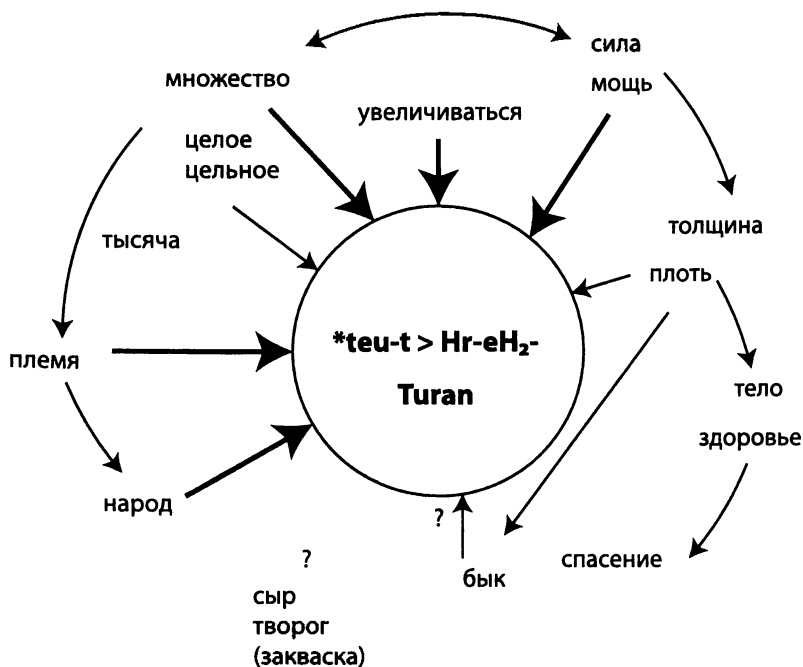 сила
мощь
множество
увеличиваться
целое
цельное
тысяча
толщина
плоть
*teu-t > Hr-eH₂-
Turan
племя
тело
здоровье
народ
?
бык
спасение
?
сыр
творог
(закваска)